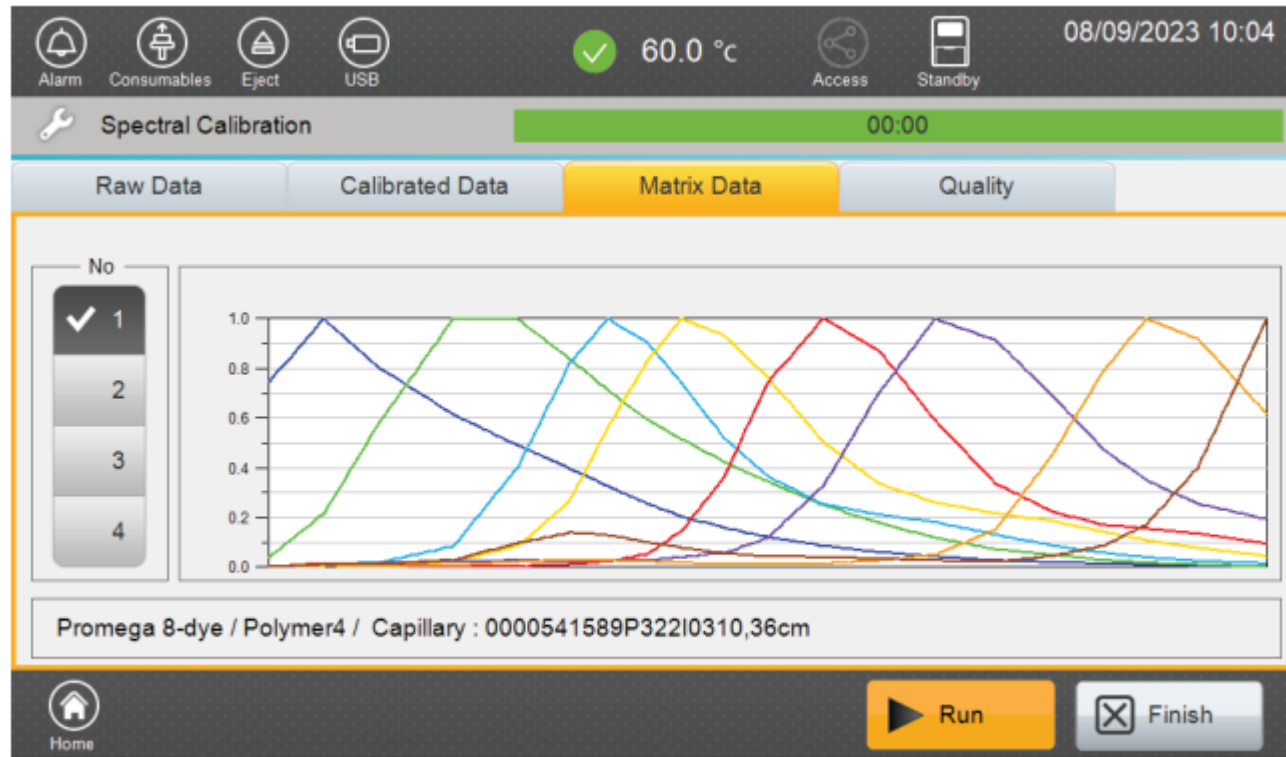 08/09/2023 10:04
60.0 °c
Alarm
Consumables
Eject
USB
Access
Standby
Spectral Calibration
00:00
Raw Data
Calibrated Data
Matrix Data
Quality
No
1
2
3
4
1.0
0.8
0.6
0.4
0.2
0.0
Promega 8-dye / Polymer4 / Capillary : 0000541589P322I0310,36cm
Home
Run
Finish